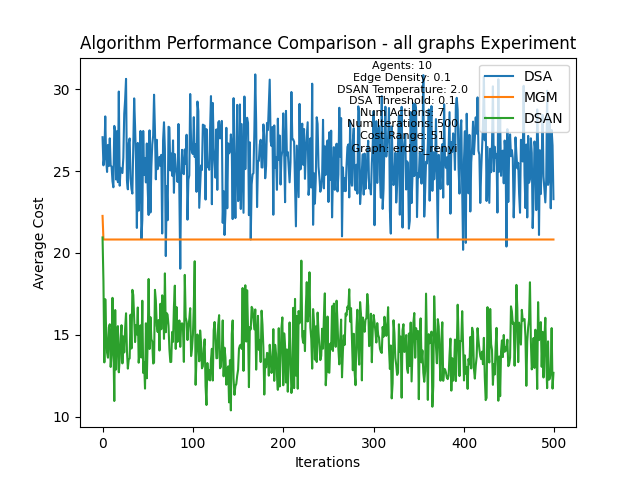 Algorithm Performance Comparison - all graphs Experiment
Agents: 10
Edge Density: 0.1
DSAN Temperature: 2.0
DSA Threshold: 0.1
Num Actions: 7
Num Iterations: 500
Cost Range: 51
Graph: erdos_renyi
DSA
MGM
DSAN
30
25
20
15
10
Average Cost
0
100
200
300
400
500
Iterations